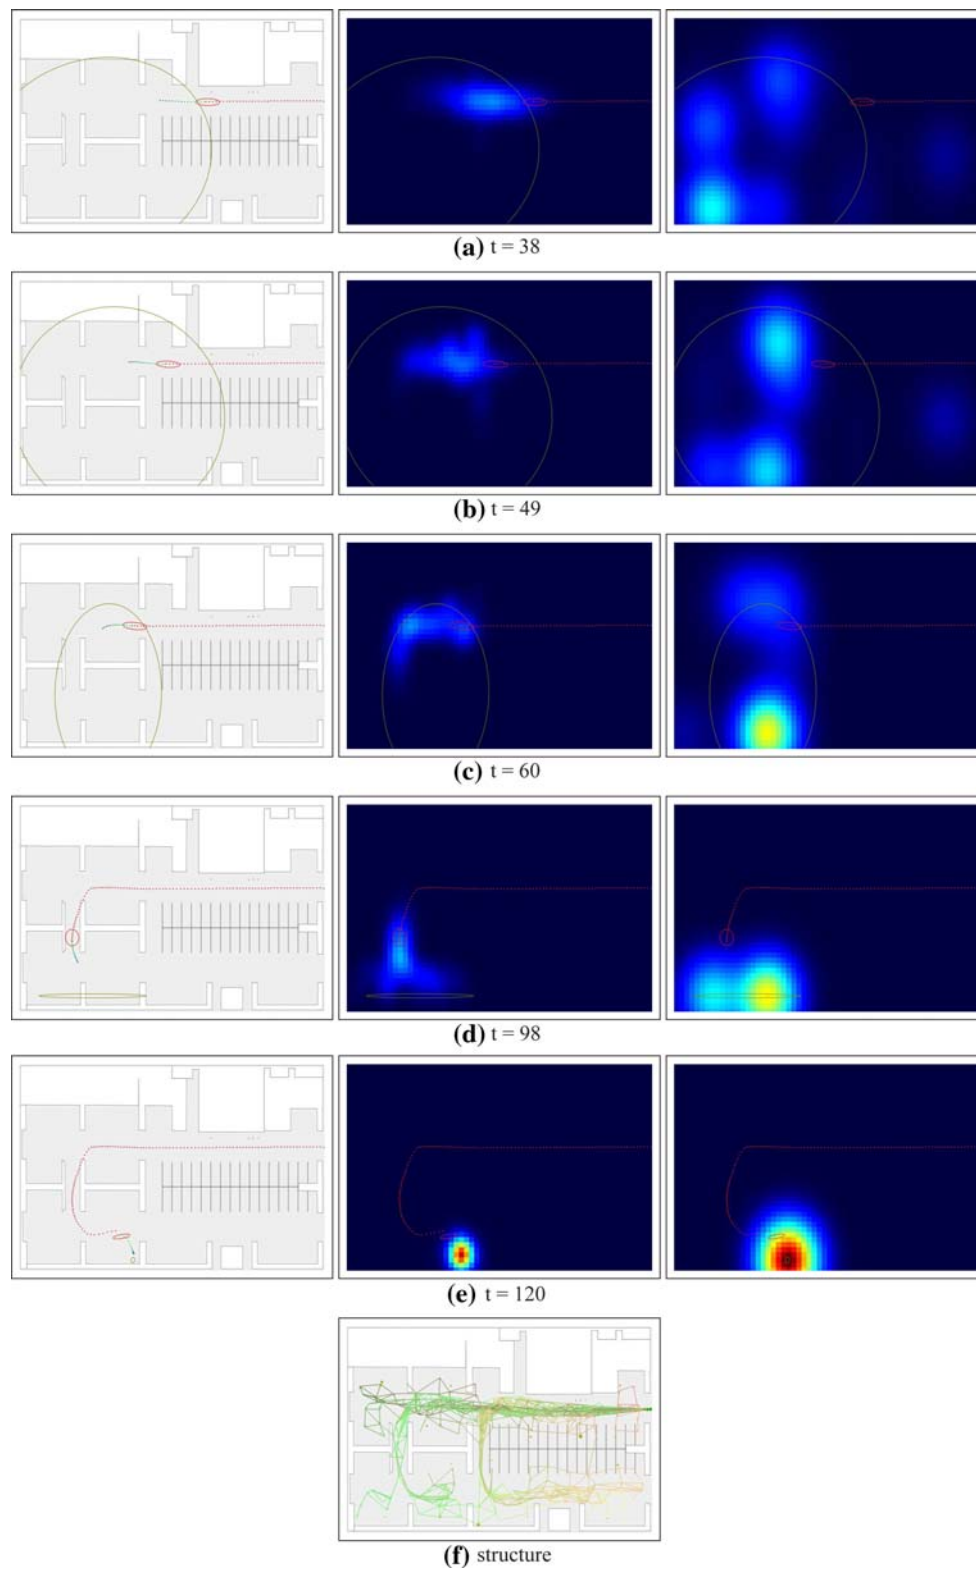 (a) t = 38
(b) t = 49
(c) t = 60
(d) t = 98
(e) t = 120
(f) structure